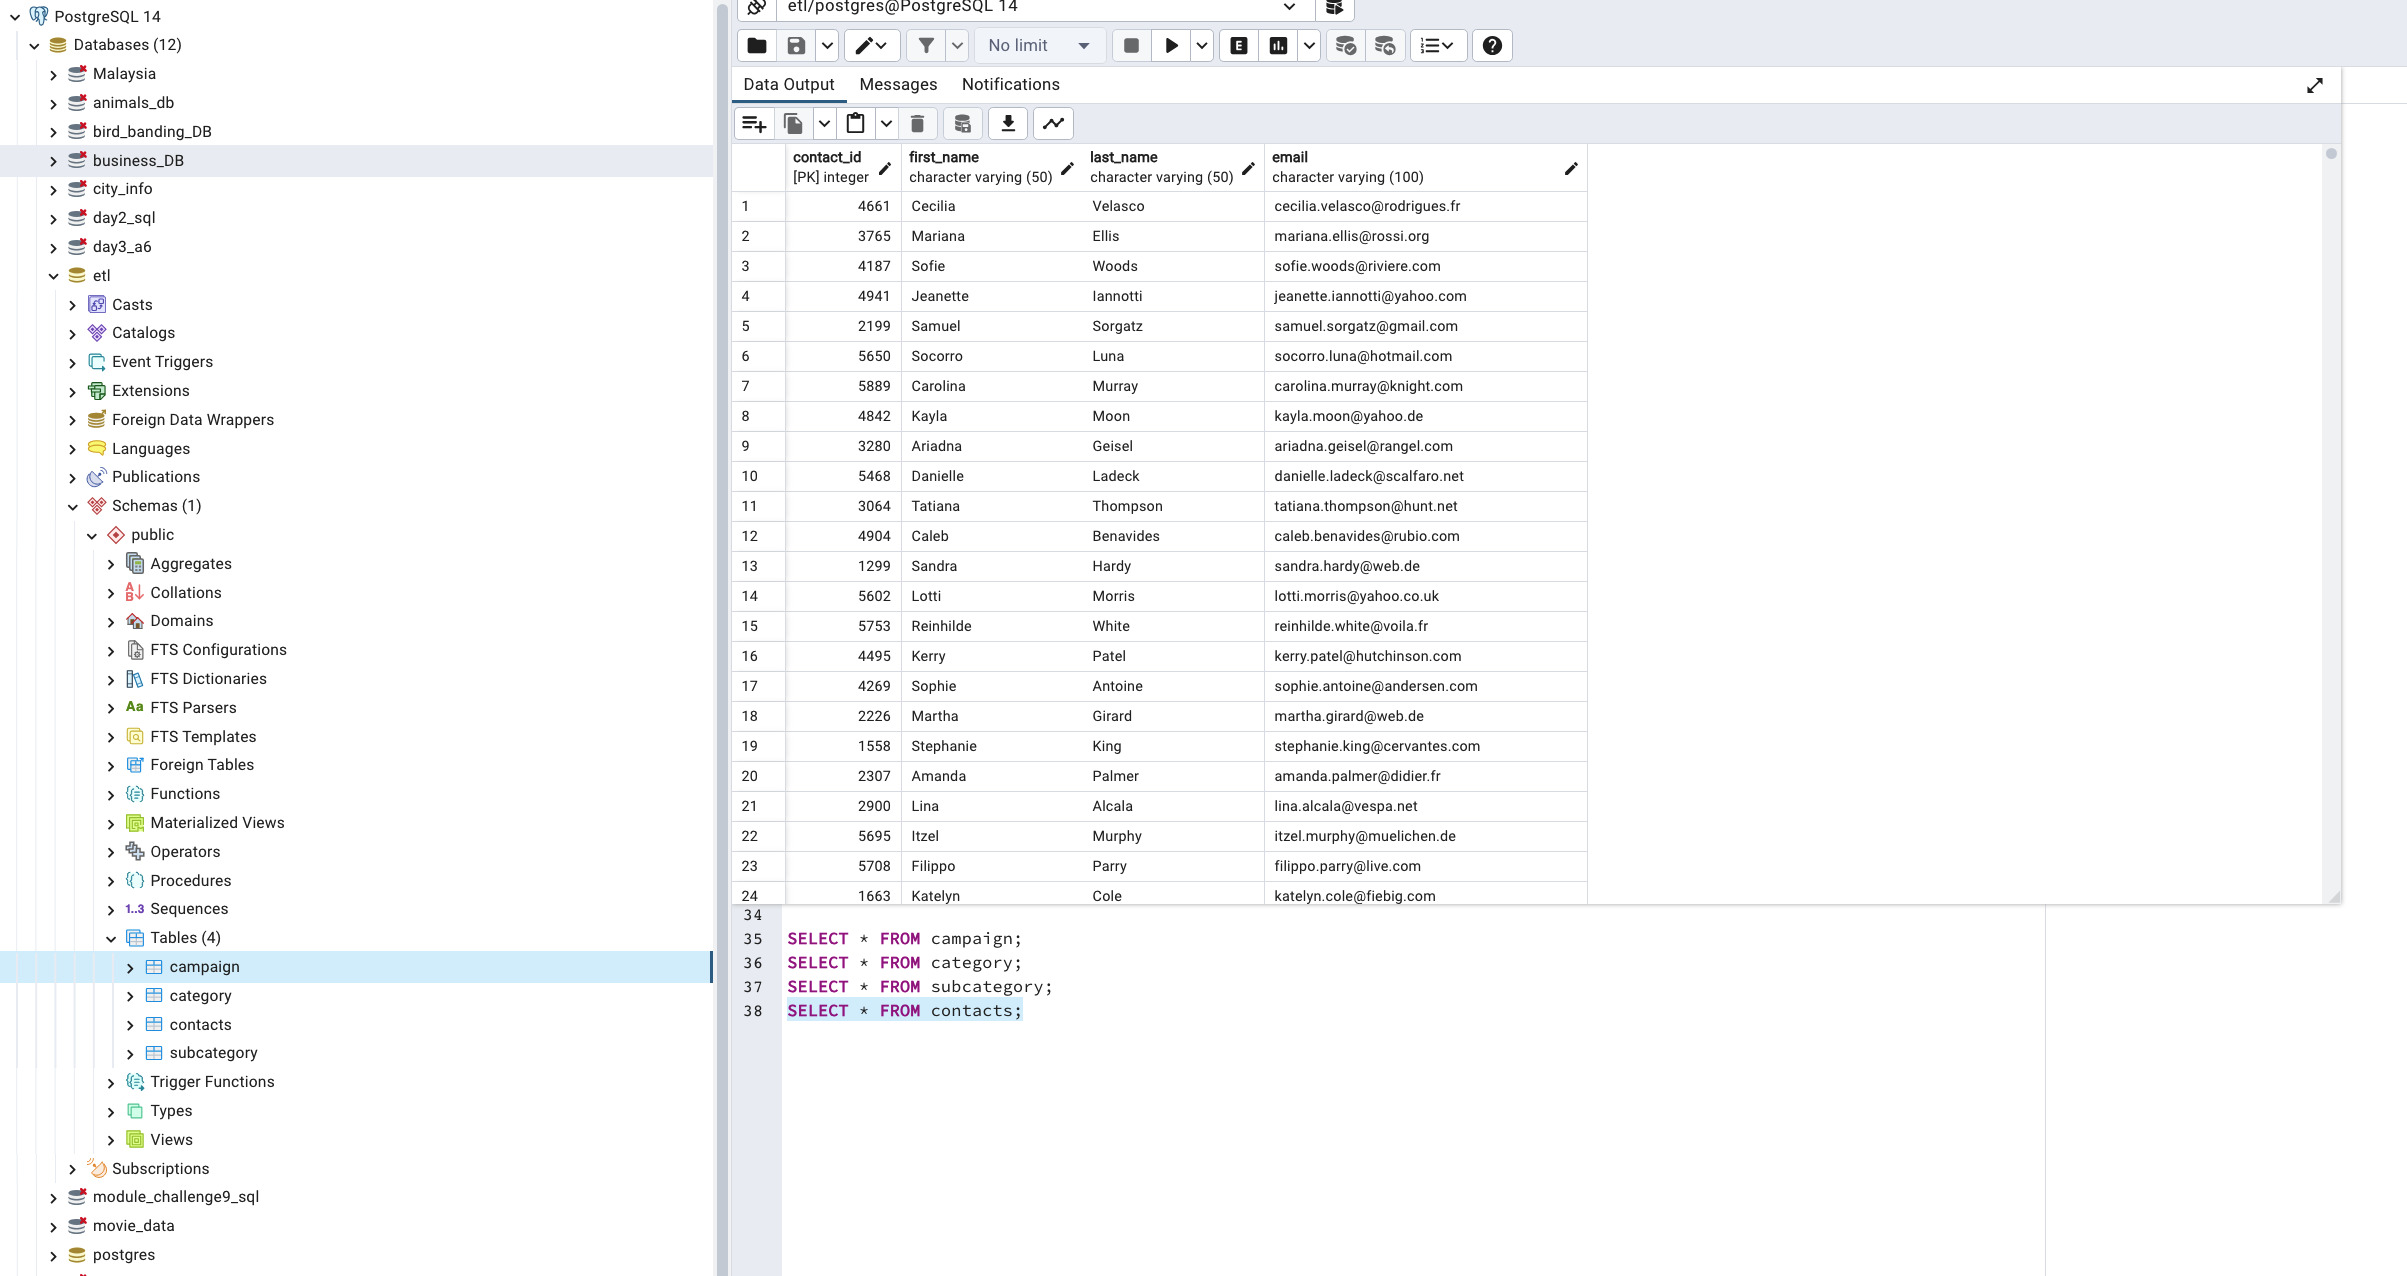 PostgreSQL 14
Databases (12)
Malaysia
animals_db
bird_banding_DB
business_DB
city_info
day2_sql
day3_a6
etl
Casts
Catalogs
Event Triggers
Extensions
Foreign Data Wrappers
Languages
Publications
Schemas (1)
public
Aggregates
Collations
Domains
FTS Configurations
FTS Dictionaries
Aa FTS Parsers
FTS Templates
Foreign Tables
Functions
Materialized Views
Operators
Procedures
1..3 Sequences
Tables (4)
campaign
category
contacts
subcategory
Trigger Functions
Types
Views
Subscriptions
module_challenge9_sql
movie_data
postgres
etl/postgres@PostgreSQL 14
No limit
E
Data Output Messages Notifications
contact_id first_name last_name email
[PK] integer character varying (50) character varying (50) character varying (100)
1 4661 Cecilia Velasco cecilia.velasco@rodrigues.fr
2 3765 Mariana Ellis mariana.ellis@rossi.org
3 4187 Sofie Woods sofie.woods@riviere.com
4 4941 Jeanette Iannotti jeanette.iannotti@yahoo.com
5 2199 Samuel Sorgatz samuel.sorgatz@gmail.com
6 5650 Socorro Luna socorro.luna@hotmail.com
7 5889 Carolina Murray carolina.murray@knight.com
8 4842 Kayla Moon kayla.moon@yahoo.de
9 3280 Ariadna Geisel ariadna.geisel@rangel.com
10 5468 Danielle Ladeck danielle.ladeck@scalfaro.net
11 3064 Tatiana Thompson tatiana.thompson@hunt.net
12 4904 Caleb Benavides caleb.benavides@rubio.com
13 1299 Sandra Hardy sandra.hardy@web.de
14 5602 Lotti Morris lotti.morris@yahoo.co.uk
15 5753 Reinhilde White reinhilde.white@voila.fr
16 4495 Kerry Patel kerry.patel@hutchinson.com
17 4269 Sophie Antoine sophie.antoine@andersen.com
18 2226 Martha Girard martha.girard@web.de
19 1558 Stephanie King stephanie.king@cervantes.com
20 2307 Amanda Palmer amanda.palmer@didier.fr
21 2900 Lina Alcala lina.alcala@vespa.net
22 5695 Itzel Murphy itzel.murphy@muelichen.de
23 5708 Filippo Parry filippo.parry@live.com
24 1663 Katelyn Cole katelyn.cole@fiebig.com
34
35 SELECT * FROM campaign;
36 SELECT * FROM category;
37 SELECT * FROM subcategory;
38 SELECT * FROM contacts;